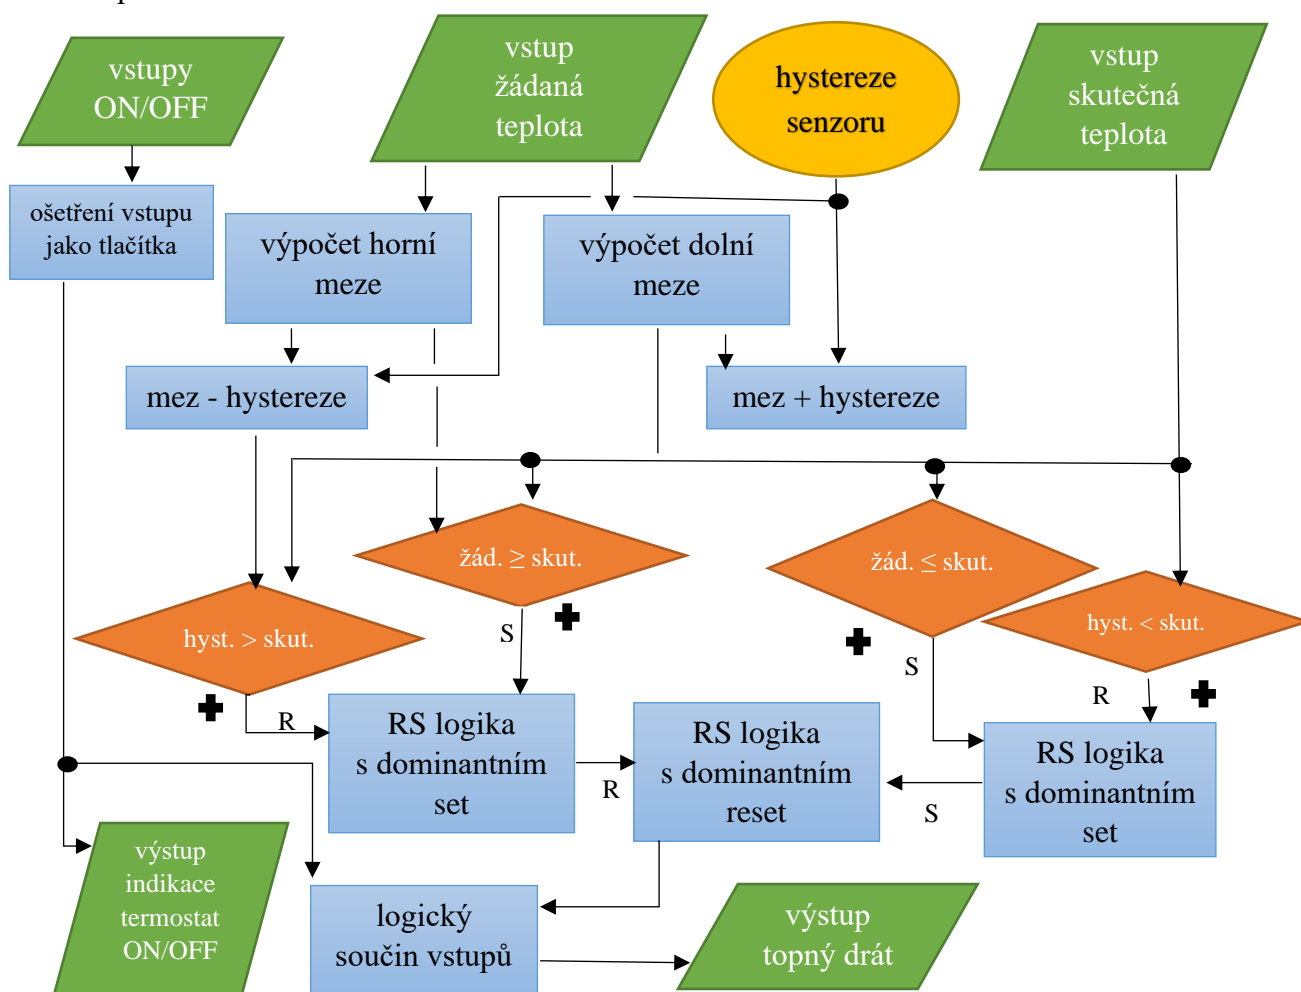 vstupy
ON/OFF
vstup
žádaná
teplota
hystereze
senzoru
vstup
skutečná
teplota
ošetření vstupu
jako tlačítka
výpočet horní
meze
výpočet dolní
meze
mez - hystereze
mez + hystereze
žád. ≥ skut.
žád. ≤ skut.
hyst. > skut.
hyst. < skut.
S
S
R
R
RS logika
s dominantním
set
R
RS logika
s dominantním
reset
S
RS logika
s dominantním
set
výstup
indikace
termostat
ON/OFF
logický
součin vstupů
výstup
topný drát